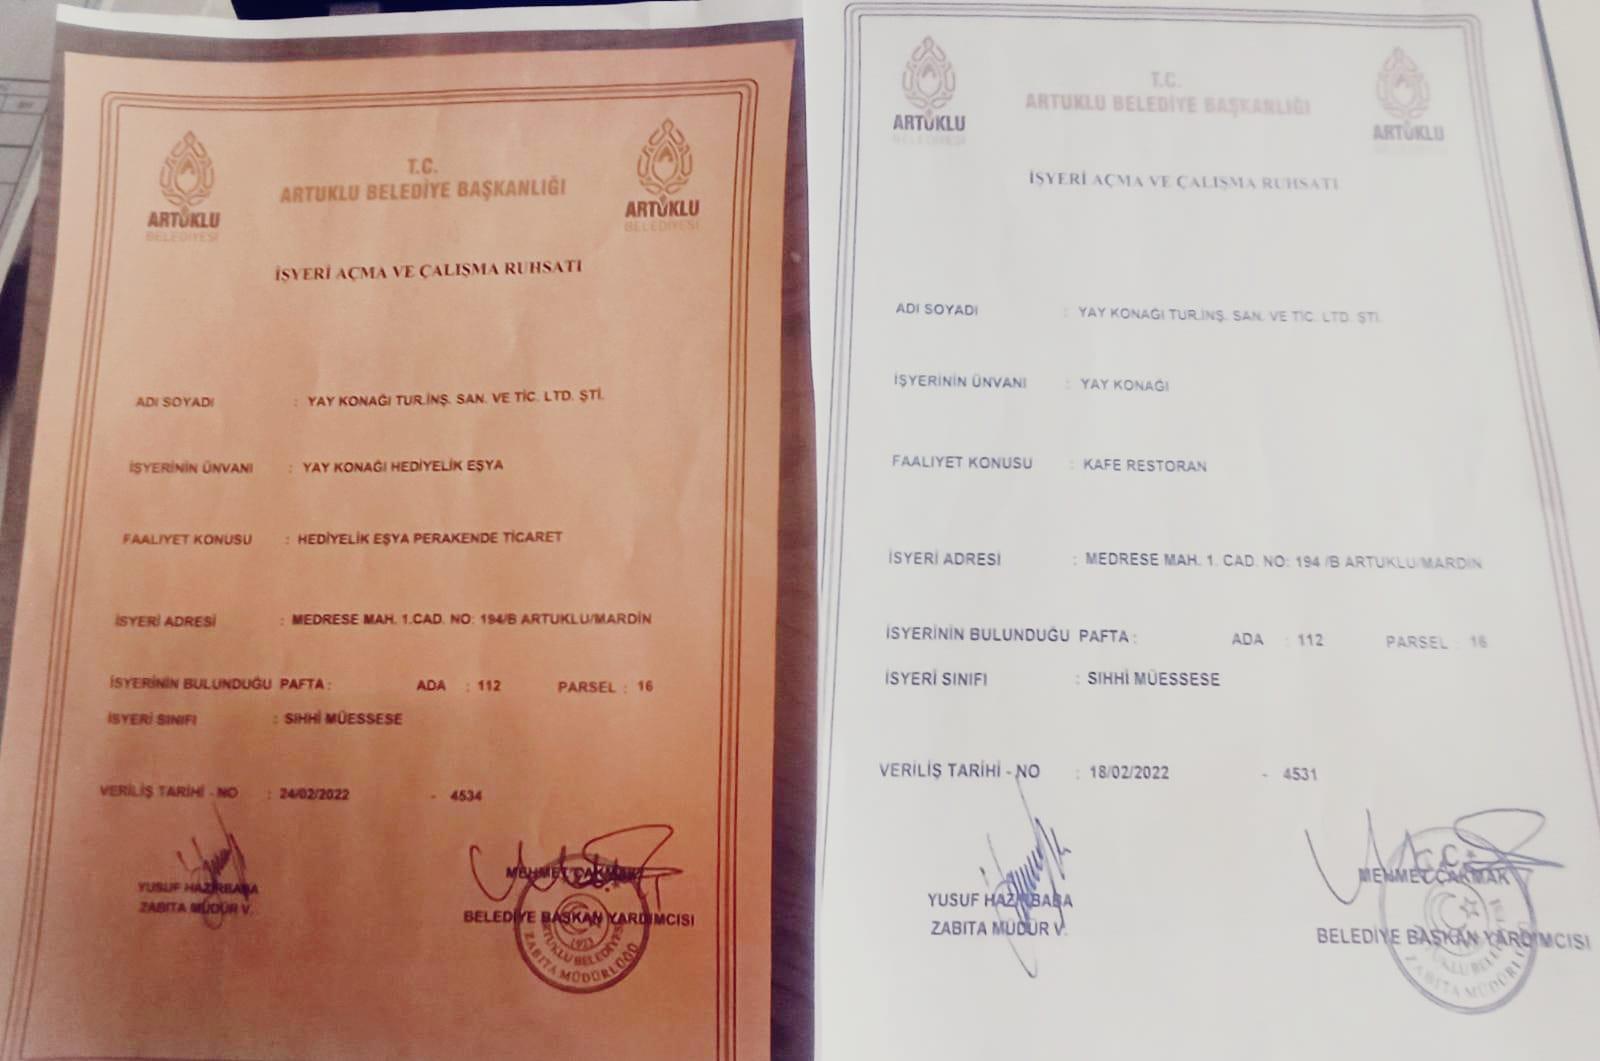 ARTUKLU
BELEDİYESİ
T.C.
ARTUKLU BELEDİYE BAŞKANLIĞI
ARTUKLU
BELEDİYESİ
İŞYERİ AÇMA VE ÇALIŞMA RUHSATI
ADI SOYADI : YAY KONAĞI TUR.İNŞ. SAN. VE TİC. LTD. ŞTİ.
İŞYERİNİN ÜNVANI : YAY KONAĞI HEDİYELİK EŞYA
FAALİYET KONUSU : HEDİYELİK EŞYA PERAKENDE TİCARET
İŞYERİ ADRESİ : MEDRESE MAH. 1.CAD. NO: 194/B ARTUKLU/MARDİN
İŞYERİNİN BULUNDUĞU PAFTA : ADA : 112 PARSEL : 16
İŞYERİ SINIFI : SIHHİ MÜESSESE
VERİLİŞ TARİHİ - NO : 24/02/2022 - 4534
YUSUF HAZIRBABA
ZABITA MÜDÜR V.
MEHMET ÇAKMAK
BELEDİYE BAŞKAN YARDIMCISI
1923
ARTUKLU BELEDİYESİ
ZABITA MÜDÜRLÜĞÜ
ARTUKLU
BELEDİYESİ
T.C.
ARTUKLU BELEDİYE BAŞKANLIĞI
ARTUKLU
İŞYERİ AÇMA VE ÇALIŞMA RUHSATI
ADI SOYADI : YAY KONAĞI TUR.İNŞ. SAN. VE TİC. LTD. ŞTİ.
İŞYERİNİN ÜNVANI : YAY KONAĞI
FAALİYET KONUSU : KAFE RESTORAN
İŞYERİ ADRESİ : MEDRESE MAH. 1. CAD. NO: 194 /B ARTUKLU/MARDİN
İŞYERİNİN BULUNDUĞU PAFTA : ADA : 112 PARSEL : 16
İŞYERİ SINIFI : SIHHİ MÜESSESE
VERİLİŞ TARİHİ - NO : 18/02/2022 - 4531
YUSUF HAZIRBABA
ZABITA MÜDÜR V.
T.C.
MEHMET ÇAKMAK
BELEDİYE BAŞKAN YARDIMCISI